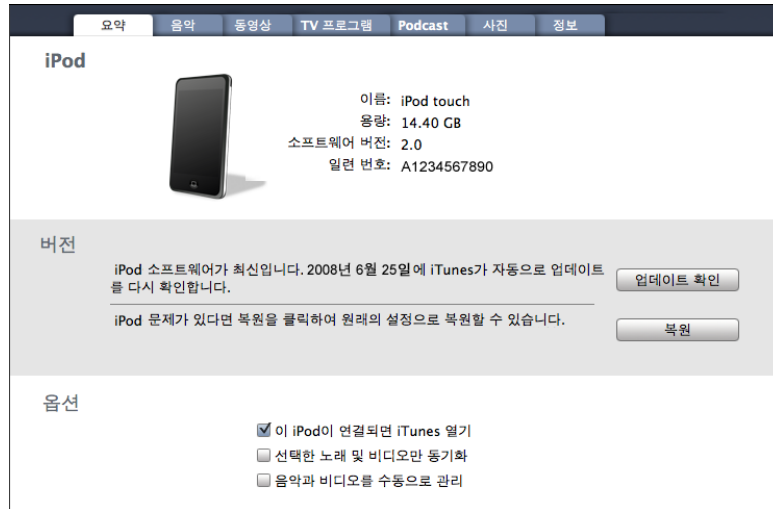 요약 음악 동영상 TV 프로그램 Podcast 사진 정보
iPod
이름: iPod touch
용량: 14.40 GB
소프트웨어 버전: 2.0
일련 번호: A1234567890
버전
iPod 소프트웨어가 최신입니다. 2008년 6월 25일에 iTunes가 자동으로 업데이트
를 다시 확인합니다.
업데이트 확인
iPod 문제가 있다면 복원을 클릭하여 원래의 설정으로 복원할 수 있습니다.
복원
옵션
이 iPod이 연결되면 iTunes 열기
선택한 노래 및 비디오만 동기화
음악과 비디오를 수동으로 관리